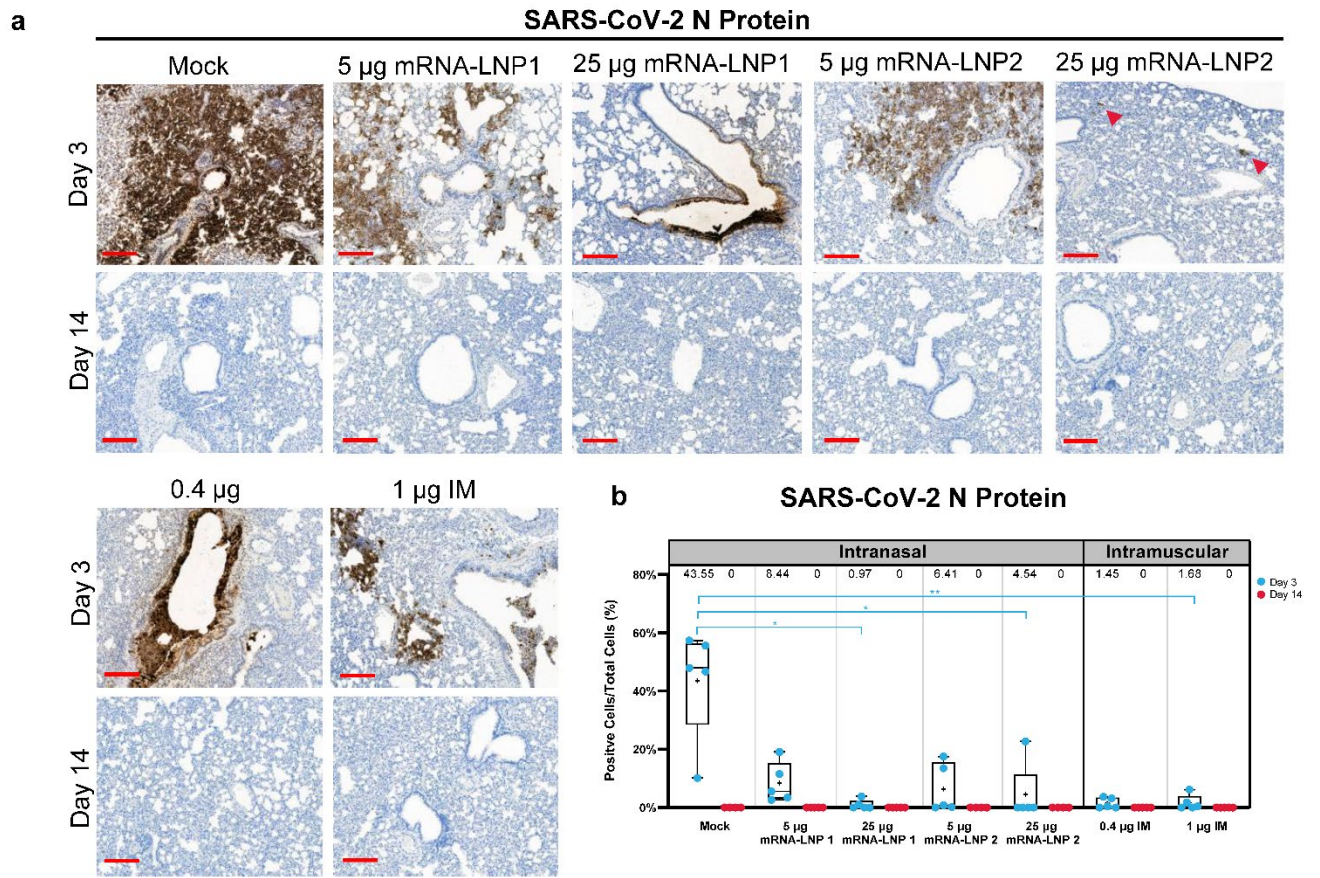 a
SARS-CoV-2 N Protein
Mock 5 µg mRNA-LNP1 25 µg mRNA-LNP1 5 µg mRNA-LNP2 25 µg mRNA-LNP2
Day 3
Day 14
0.4 µg 1 µg IM
Day 3
Day 14
b
SARS-CoV-2 N Protein
Intranasal Intramuscular
43.55 0 8.44 0 0.97 0 6.41 0 4.54 0 1.45 0 1.68 0
Day 3
Day 14
**
*
*
80%
60%
40%
20%
0%
Positve Cells/Total Cells (%)
Mock 5 µg 25 µg 5 µg 25 µg 0.4 µg IM 1 µg IM
mRNA-LNP 1 mRNA-LNP 1 mRNA-LNP 2 mRNA-LNP 2